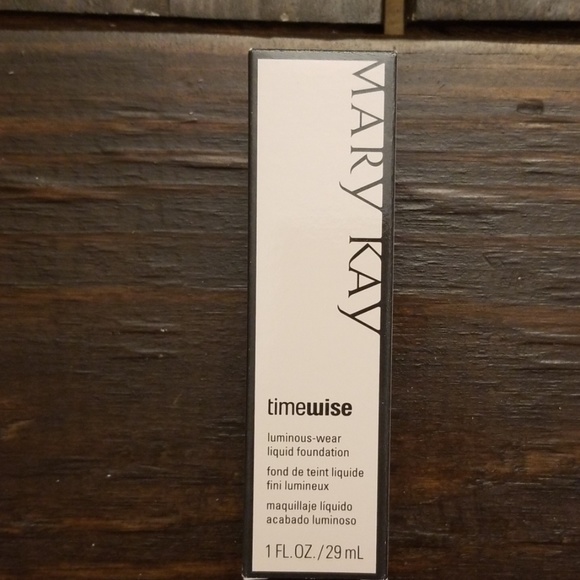 MARY KAY
timewise
luminous-wear
liquid foundation
fond de teint liquide
fini lumineux
maquillaje líquido
acabado luminoso
1 FL.OZ./29 mL